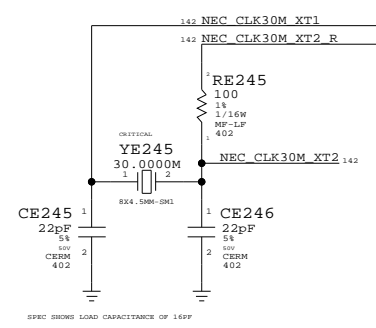 142 NEC_CLK30M_XT1
142 NEC_CLK30M_XT2_R
2
RE245
100
1%
1/16W
MF-LF
402
1
CRITICAL
YE245
30.0000M
1 2
8X4.5MM-SM1
NEC_CLK30M_XT2 142
CE245 1
22pF
5%
50V
CERM
402
2
1 CE246
22pF
5%
50V
CERM
402
2
SPEC SHOWS LOAD CAPACITANCE OF 16PF